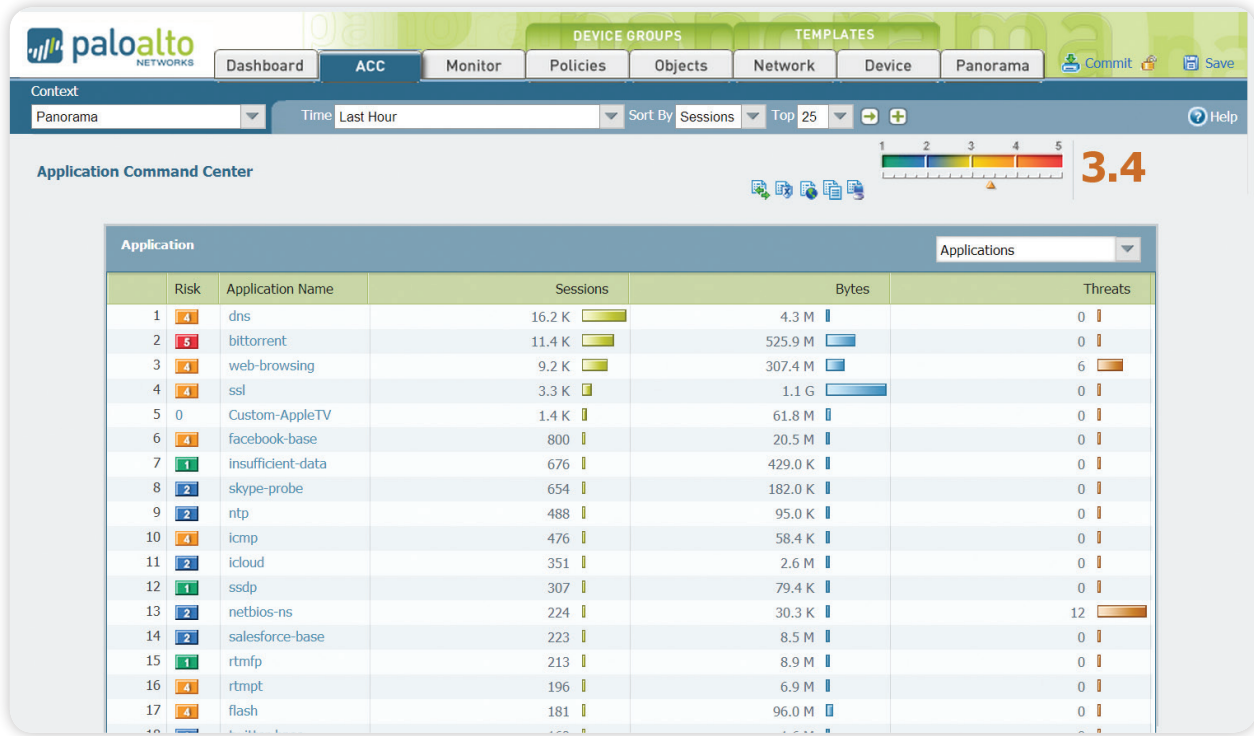 paloalto
NETWORKS
panorama
DEVICE GROUPS TEMPLATES
Dashboard ACC Monitor Policies Objects Network Device Panorama Commit Save
Context
Panorama Time Last Hour Sort By Sessions Top 25 Help
Application Command Center
1 2 3 4 5
3.4
Application Applications
Risk Application Name Sessions Bytes Threats
1 4 dns 16.2 K 4.3 M 0
2 5 bittorrent 11.4 K 525.9 M 0
3 4 web-browsing 9.2 K 307.4 M 6
4 4 ssl 3.3 K 1.1 G 0
5 0 Custom-AppleTV 1.4 K 61.8 M 0
6 4 facebook-base 800 20.5 M 0
7 1 insufficient-data 676 429.0 K 0
8 2 skype-probe 654 182.0 K 0
9 2 ntp 488 95.0 K 0
10 4 icmp 476 58.4 K 0
11 2 icloud 351 2.6 M 0
12 1 ssdp 307 79.4 K 0
13 2 netbios-ns 224 30.3 K 12
14 2 salesforce-base 223 8.5 M 0
15 1 rtmfp 213 8.9 M 0
16 4 rtmpt 196 6.9 M 0
17 4 flash 181 96.0 M 0